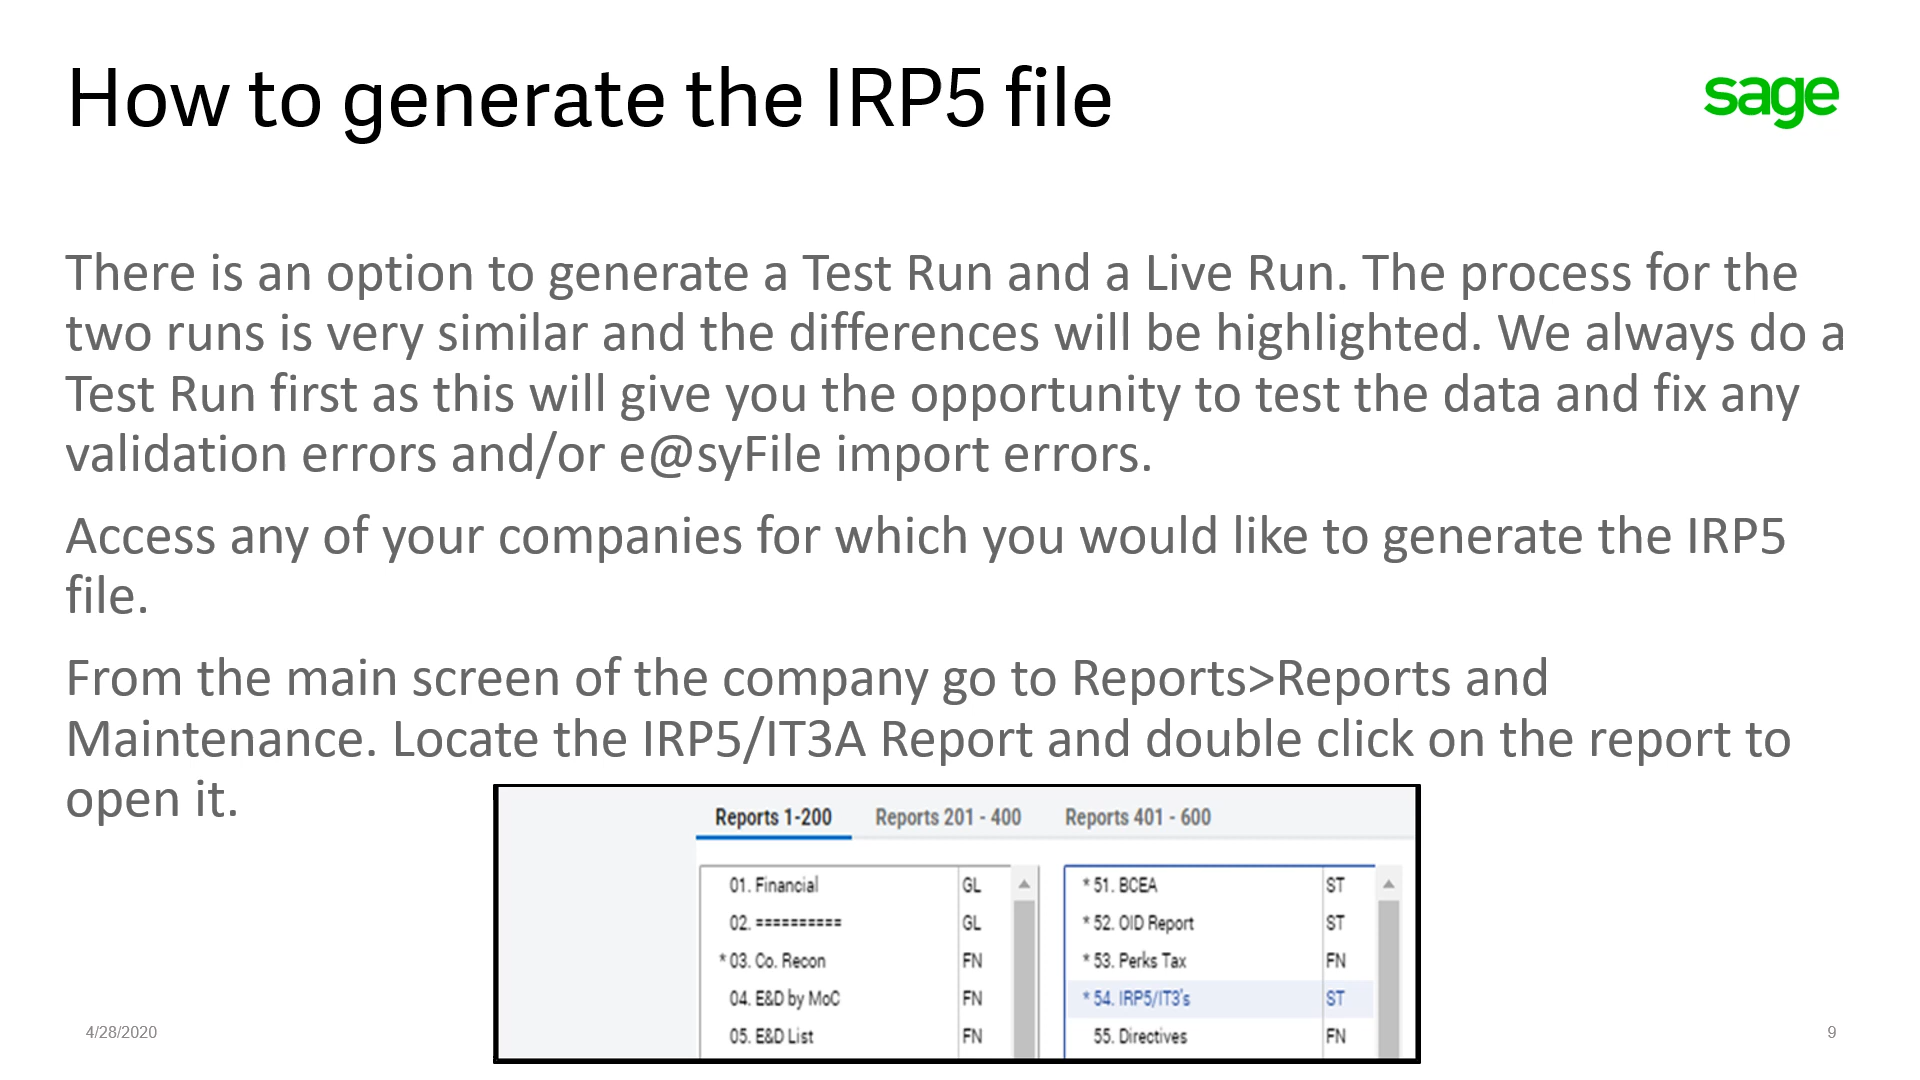 How to generate the IRP5 file
sage
There is an option to generate a Test Run and a Live Run. The process for the
two runs is very similar and the differences will be highlighted. We always do a
Test Run first as this will give you the opportunity to test the data and fix any
validation errors and/or e@syFile import errors.
Access any of your companies for which you would like to generate the IRP5
file.
From the main screen of the company go to Reports>Reports and
Maintenance. Locate the IRP5/IT3A Report and double click on the report to
open it.
Reports 1-200 Reports 201 - 400 Reports 401 - 600
01. Financial GL
02. ========== GL
* 03. Co. Recon FN
04. E&D by MoC FN
05. E&D List FN
* 51. BCEA ST
* 52. OID Report ST
* 53. Perks Tax FN
* 54. IRP5/IT3's ST
55. Directives FN
4/28/2020
9